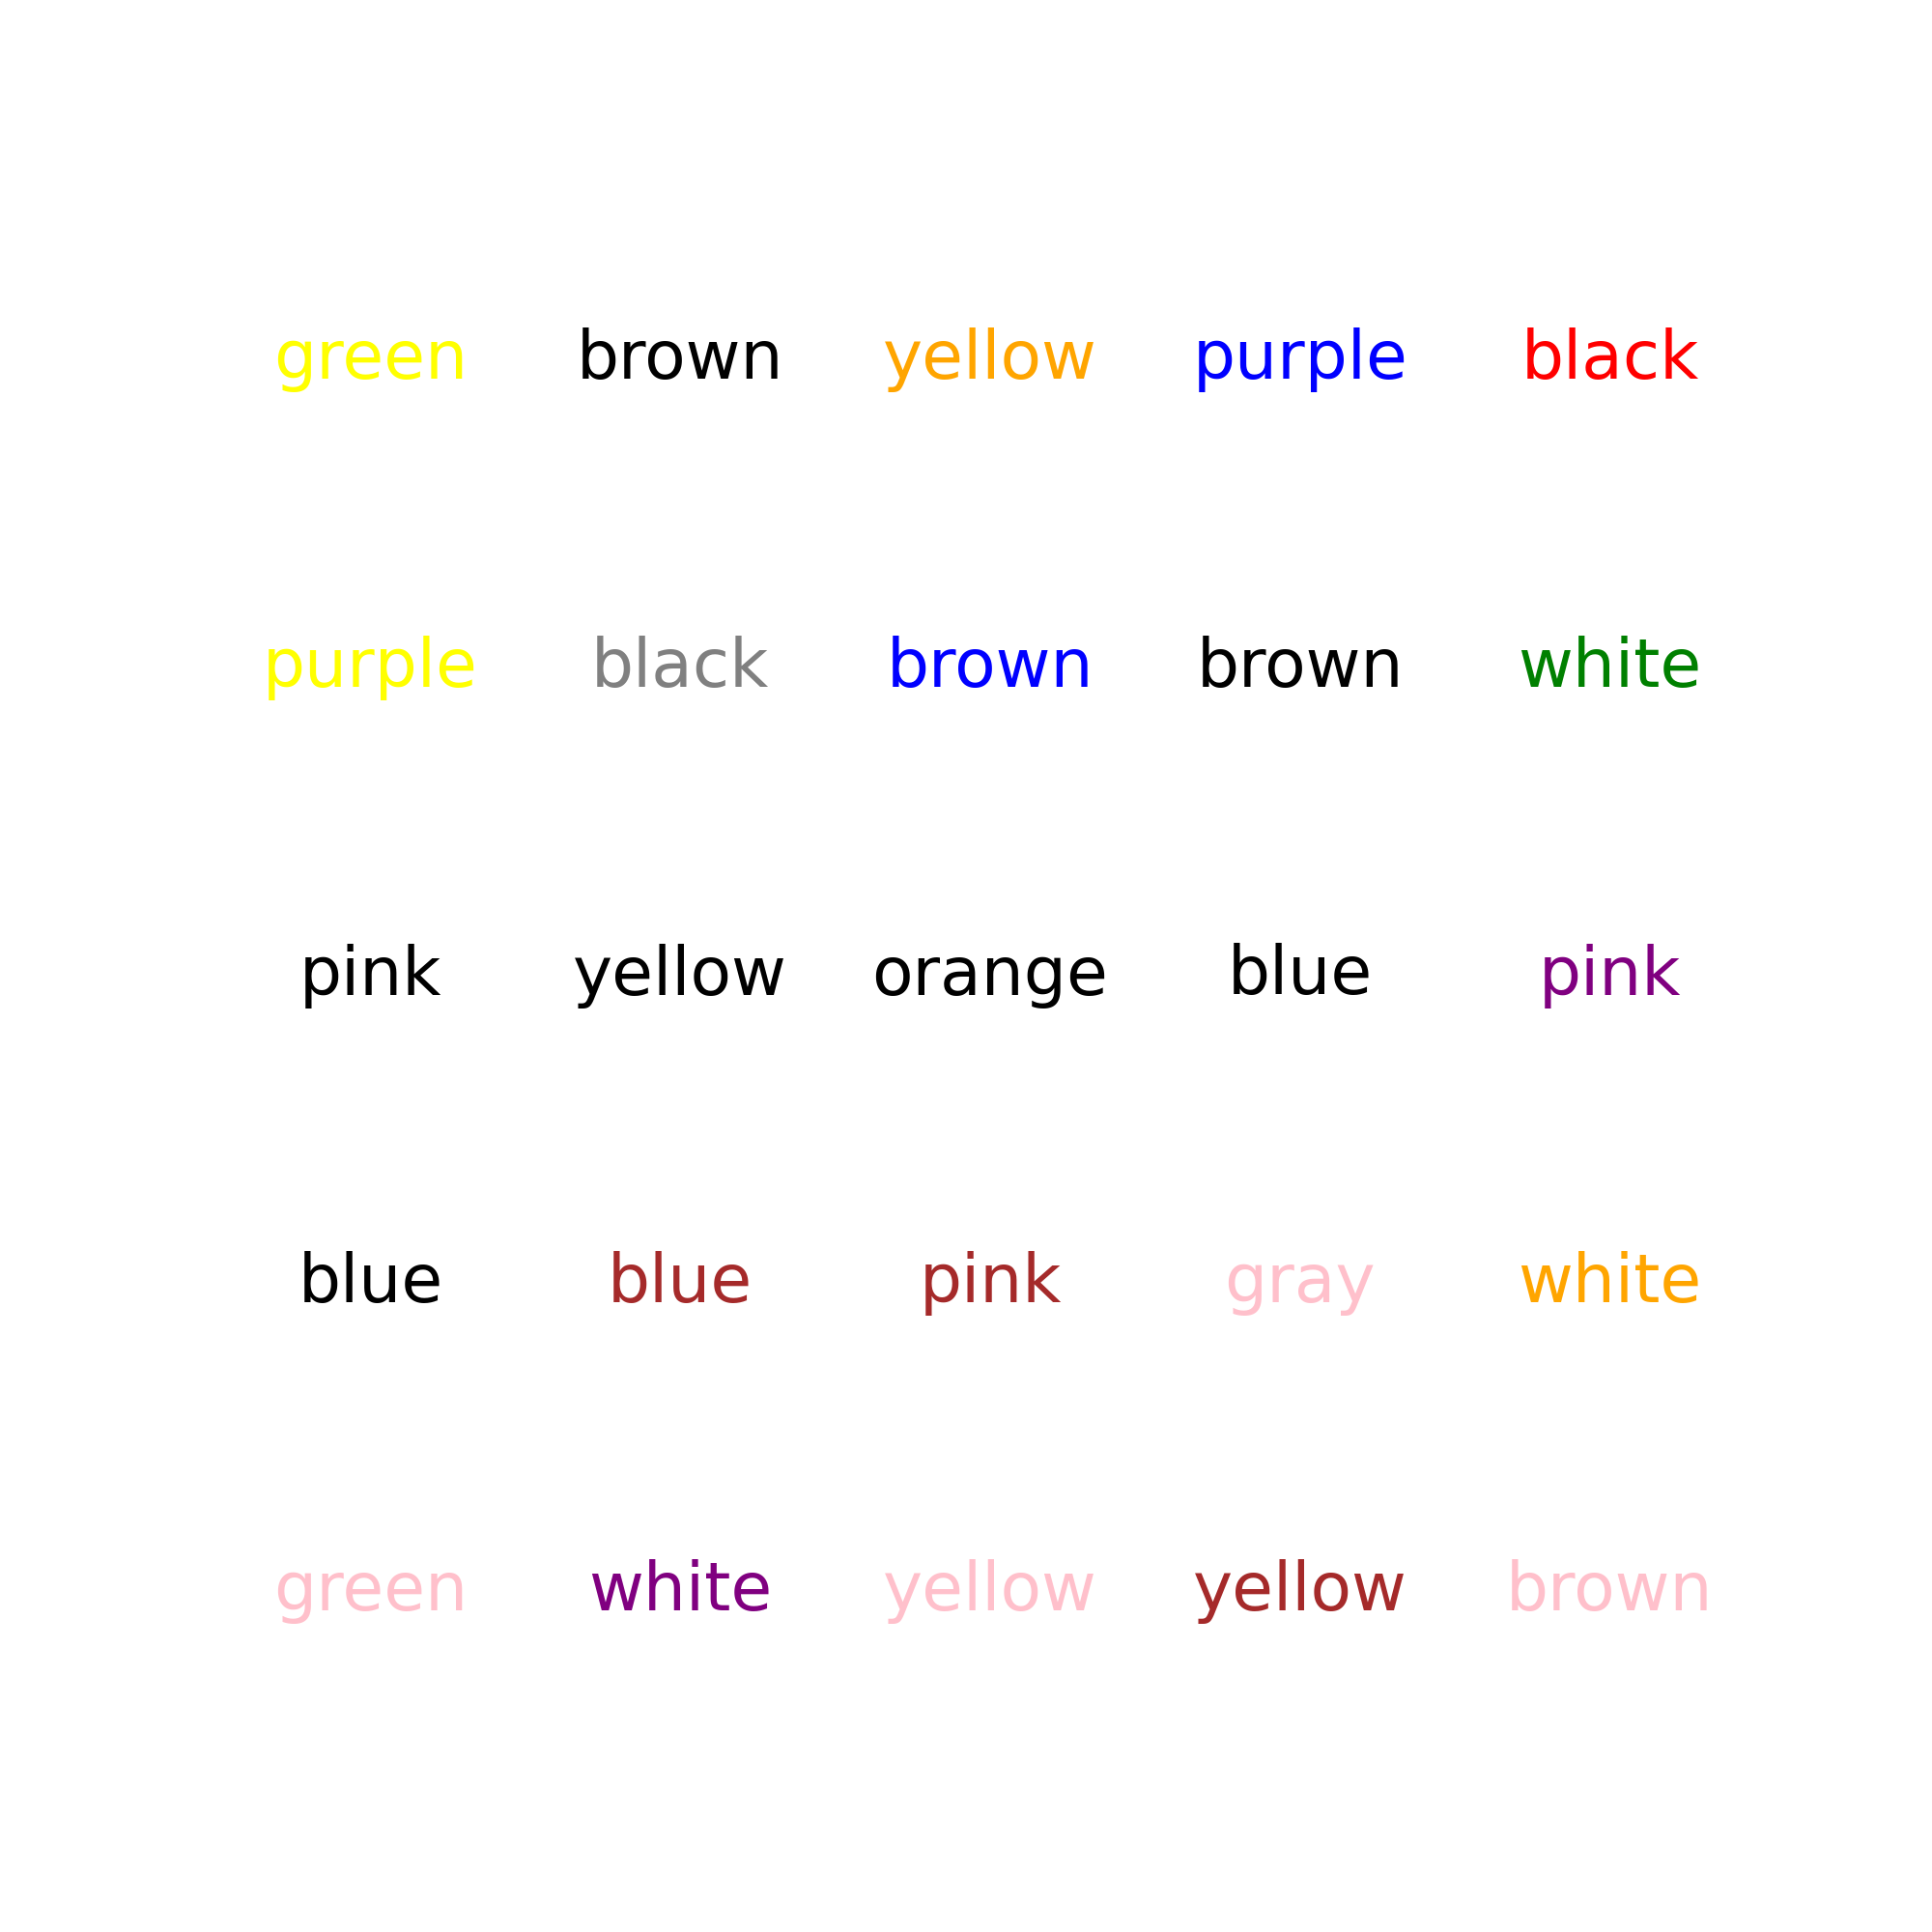 green brown yellow purple black
purple black brown brown white
pink yellow orange blue pink
blue blue pink gray white
green white yellow yellow brown